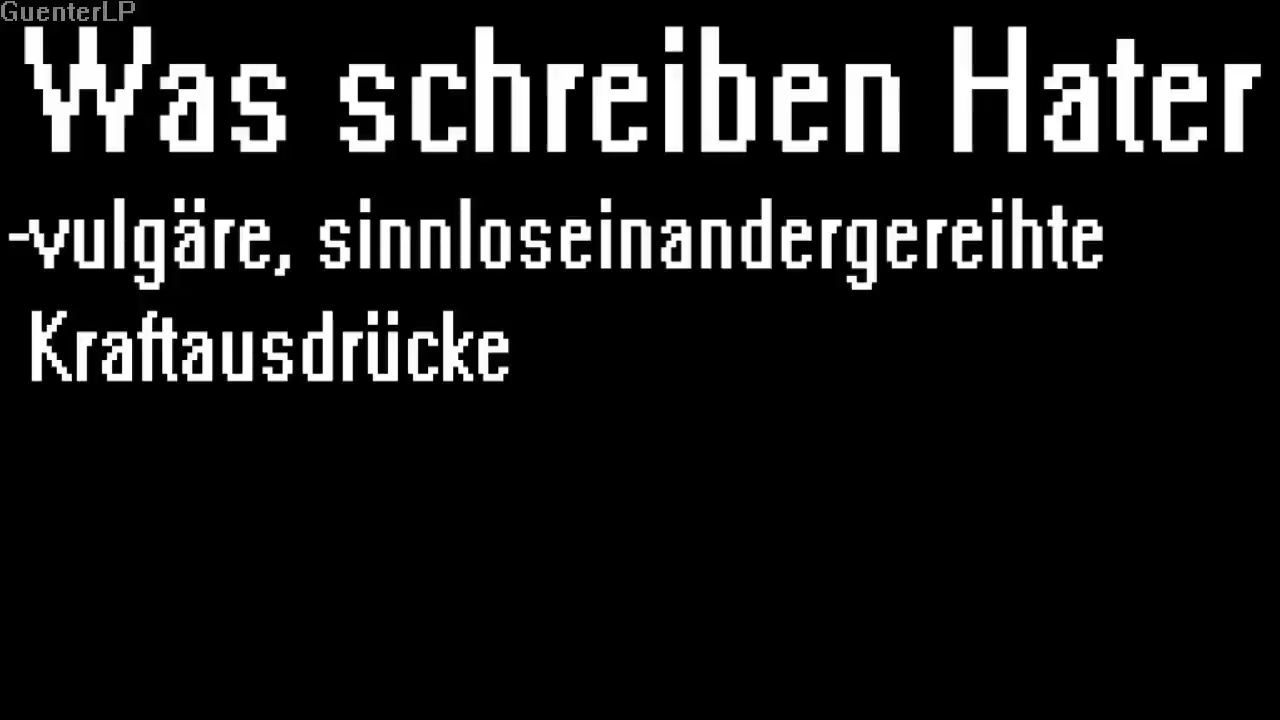 GuenterLP
Was schreiben Hater
-vulgäre, sinnloseinandergereihte
Kraftausdrücke